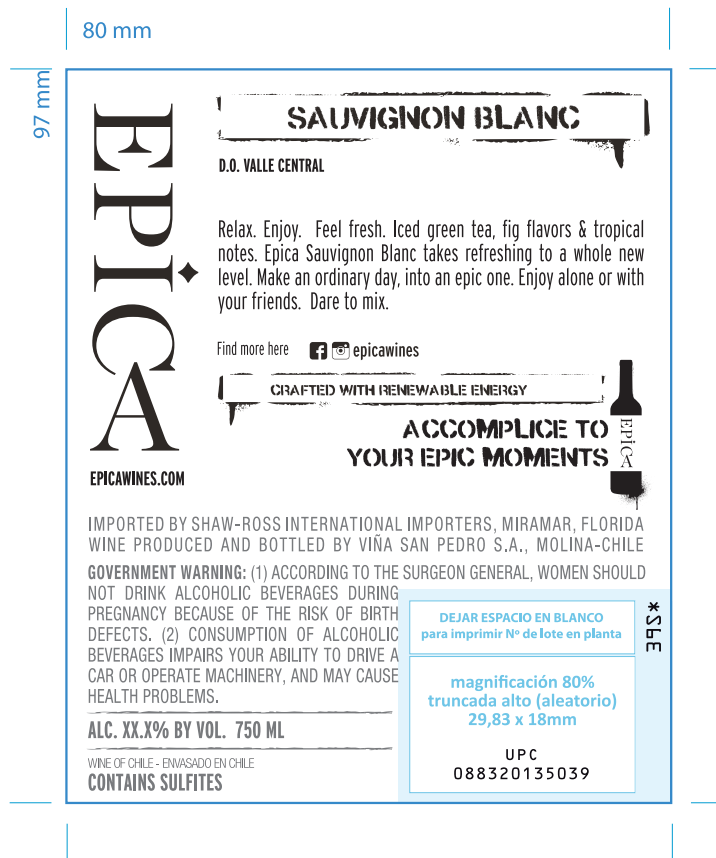 80 mm
97 mm
EPICA
SAUVIGNON BLANC
D.O. VALLE CENTRAL
Relax. Enjoy. Feel fresh. Iced green tea, fig flavors & tropical
notes. Epica Sauvignon Blanc takes refreshing to a whole new
level. Make an ordinary day, into an epic one. Enjoy alone or with
your friends. Dare to mix.
Find more here epicawines
CRAFTED WITH RENEWABLE ENERGY
ACCOMPLICE TO
YOUR EPIC MOMENTS
EPICA
EPICAWINES.COM
IMPORTED BY SHAW-ROSS INTERNATIONAL IMPORTERS, MIRAMAR, FLORIDA
WINE PRODUCED AND BOTTLED BY VIÑA SAN PEDRO S.A., MOLINA-CHILE
GOVERNMENT WARNING: (1) ACCORDING TO THE SURGEON GENERAL, WOMEN SHOULD
NOT DRINK ALCOHOLIC BEVERAGES DURING
PREGNANCY BECAUSE OF THE RISK OF BIRTH
DEFECTS. (2) CONSUMPTION OF ALCOHOLIC
BEVERAGES IMPAIRS YOUR ABILITY TO DRIVE A
CAR OR OPERATE MACHINERY, AND MAY CAUSE
HEALTH PROBLEMS.
ALC. XX.X% BY VOL. 750 ML
WINE OF CHILE - ENVASADO EN CHILE
CONTAINS SULFITES
DEJAR ESPACIO EN BLANCO
para imprimir Nº de lote en planta
magnificación 80%
truncada alto (aleatorio)
29,83 x 18mm
UPC
088320135039